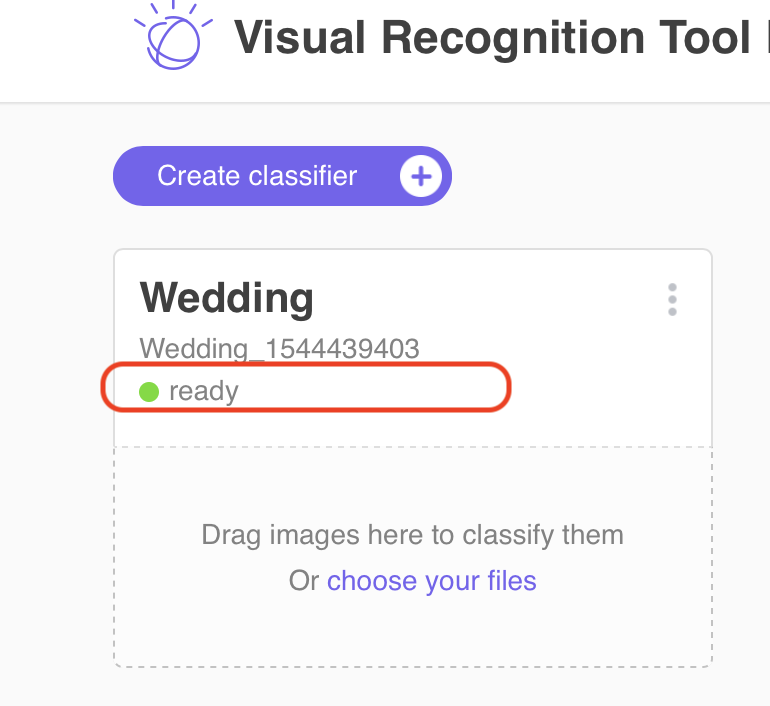 Visual Recognition Tool
Create classifier
Wedding
Wedding_1544439403
ready
Drag images here to classify them
Or choose your files